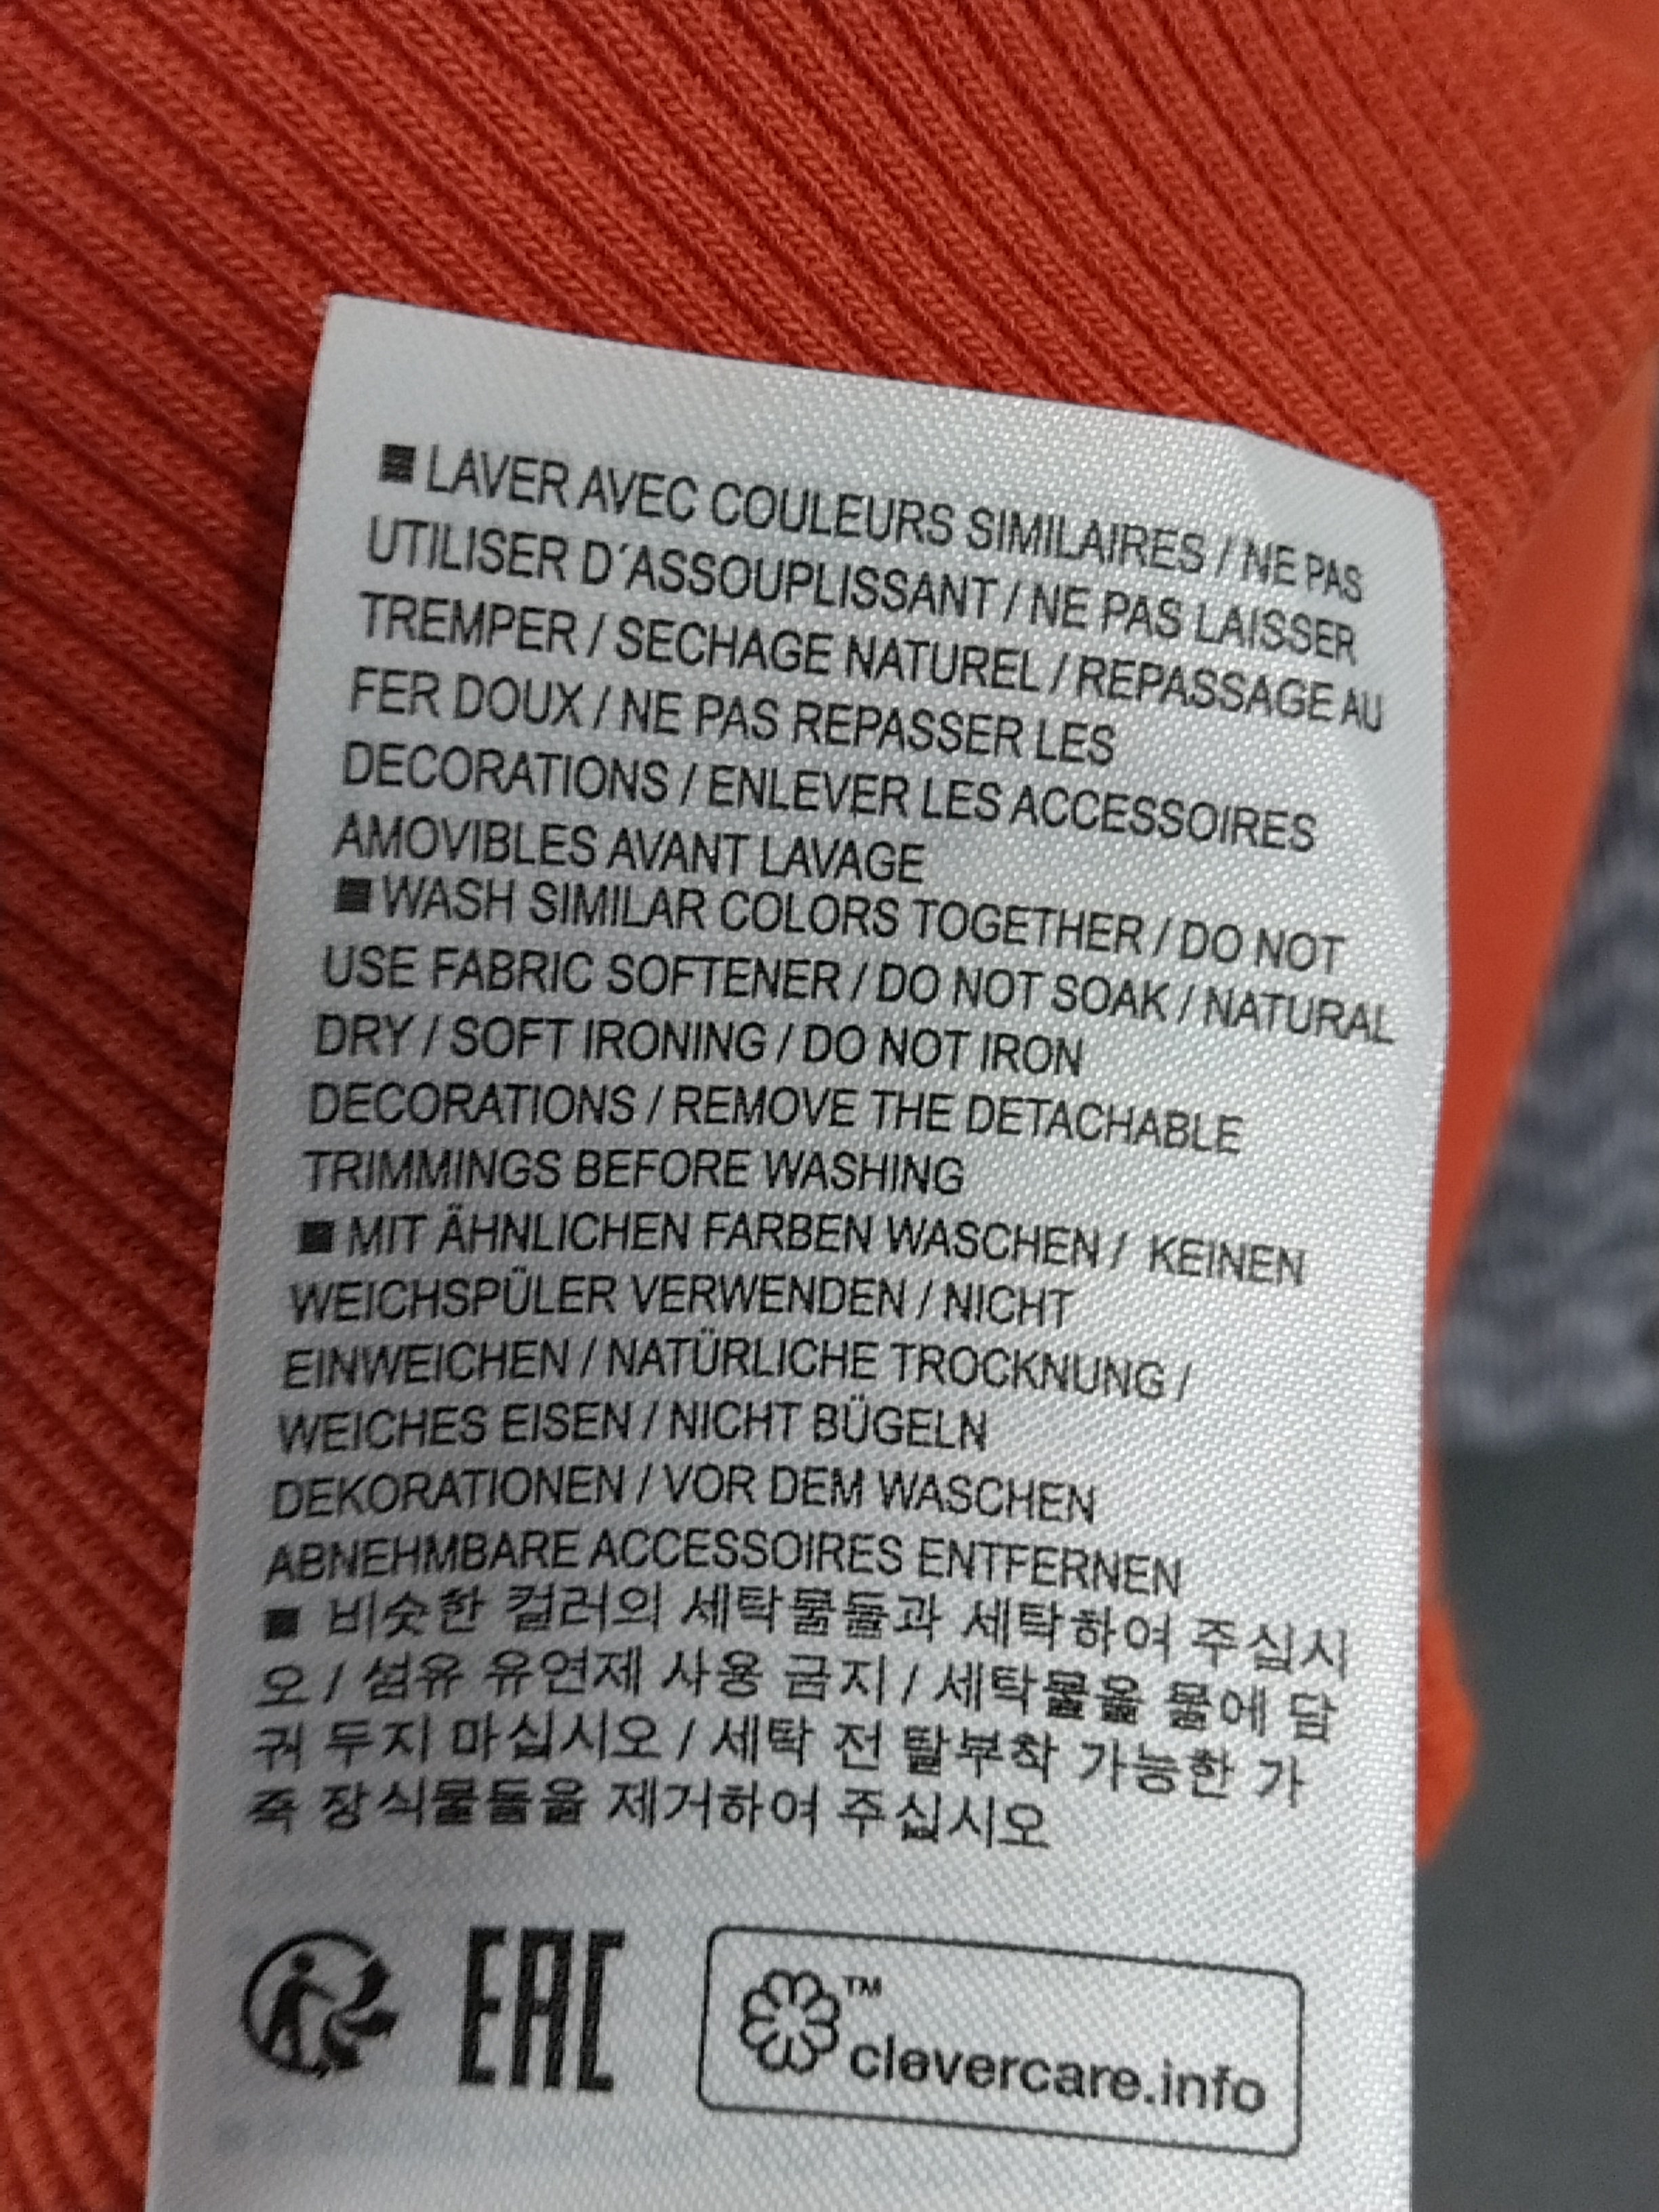 ■ LAVER AVEC COULEURS SIMILAIRES / NE PAS
UTILISER D´ASSOUPLISSANT / NE PAS LAISSER
TREMPER / SECHAGE NATUREL / REPASSAGE AU
FER DOUX / NE PAS REPASSER LES
DECORATIONS / ENLEVER LES ACCESSOIRES
AMOVIBLES AVANT LAVAGE
■ WASH SIMILAR COLORS TOGETHER / DO NOT
USE FABRIC SOFTENER / DO NOT SOAK / NATURAL
DRY / SOFT IRONING / DO NOT IRON
DECORATIONS / REMOVE THE DETACHABLE
TRIMMINGS BEFORE WASHING
■ MIT ÄHNLICHEN FARBEN WASCHEN / KEINEN
WEICHSPÜLER VERWENDEN / NICHT
EINWEICHEN / NATÜRLICHE TROCKNUNG /
WEICHES EISEN / NICHT BÜGELN
DEKORATIONEN / VOR DEM WASCHEN
ABNEHMBARE ACCESSOIRES ENTFERNEN
■ 비슷한 컬러의 세탁물들과 세탁하여 주십시
오 / 섬유 유연제 사용 금지 / 세탁물을 물에 담
궈 두지 마십시오 / 세탁 전 탈부착 가능한 가
죽 장식물들을 제거하여 주십시오
EAC
™
clevercare.info